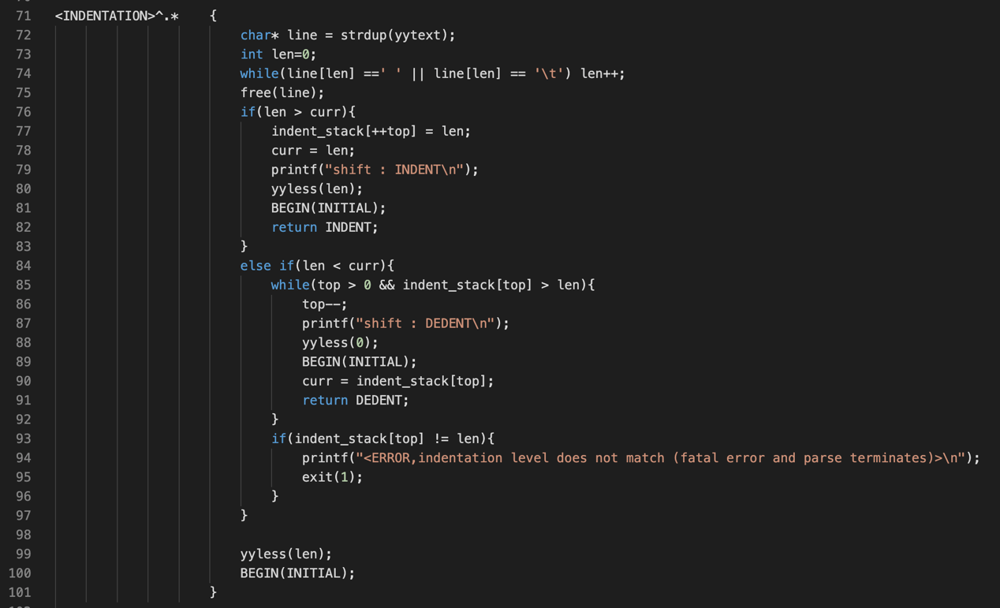 71 <INDENTATION>^.* {
72 char* line = strdup(yytext);
73 int len=0;
74 while(line[len] ==' ' || line[len] == '\t') len++;
75 free(line);
76 if(len > curr){
77 indent_stack[++top] = len;
78 curr = len;
79 printf("shift : INDENT\n");
80 yyless(len);
81 BEGIN(INITIAL);
82 return INDENT;
83 }
84 else if(len < curr){
85 while(top > 0 && indent_stack[top] > len){
86 top--;
87 printf("shift : DEDENT\n");
88 yyless(0);
89 BEGIN(INITIAL);
90 curr = indent_stack[top];
91 return DEDENT;
92 }
93 if(indent_stack[top] != len){
94 printf("<ERROR,indentation level does not match (fatal error and parse terminates)>\n");
95 exit(1);
96 }
97 }
98
99 yyless(len);
100 BEGIN(INITIAL);
101 }